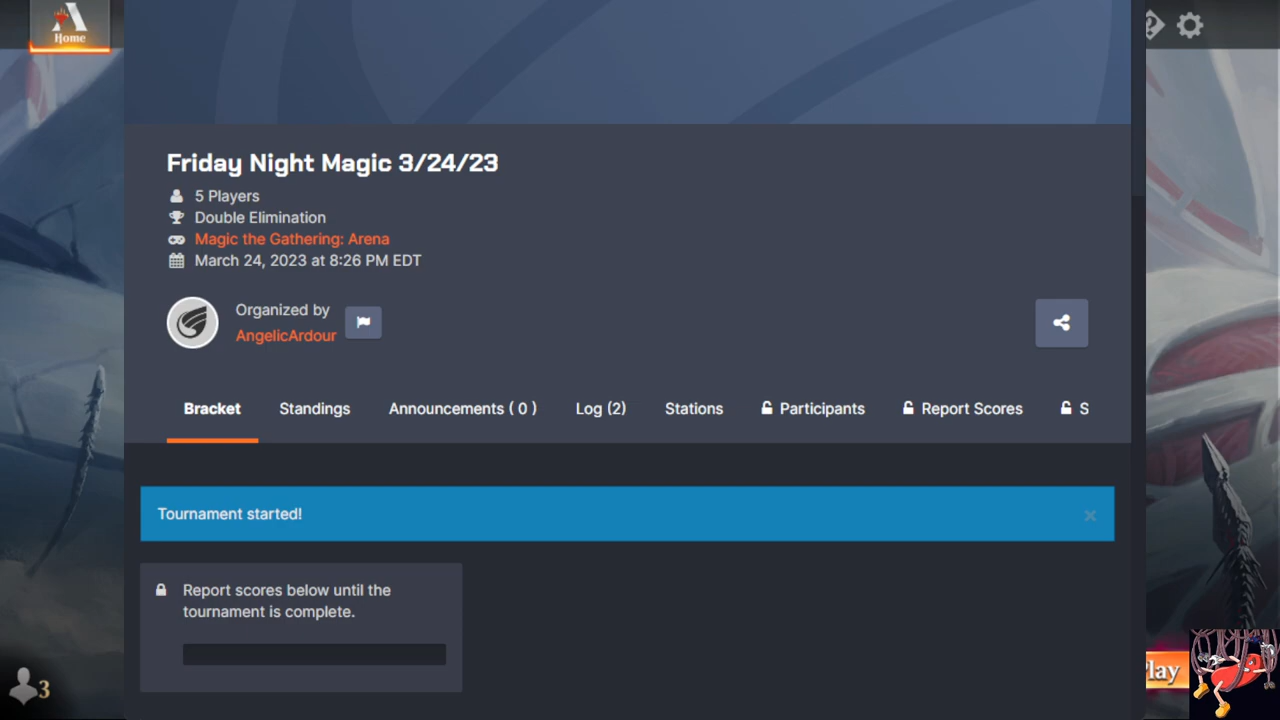 Home
Friday Night Magic 3/24/23
5 Players
Double Elimination
Magic the Gathering: Arena
March 24, 2023 at 8:26 PM EDT
Organized by
AngelicArdour
Bracket Standings Announcements ( 0 ) Log (2) Stations Participants Report Scores S
Tournament started!
Report scores below until the
tournament is complete.
3
lay